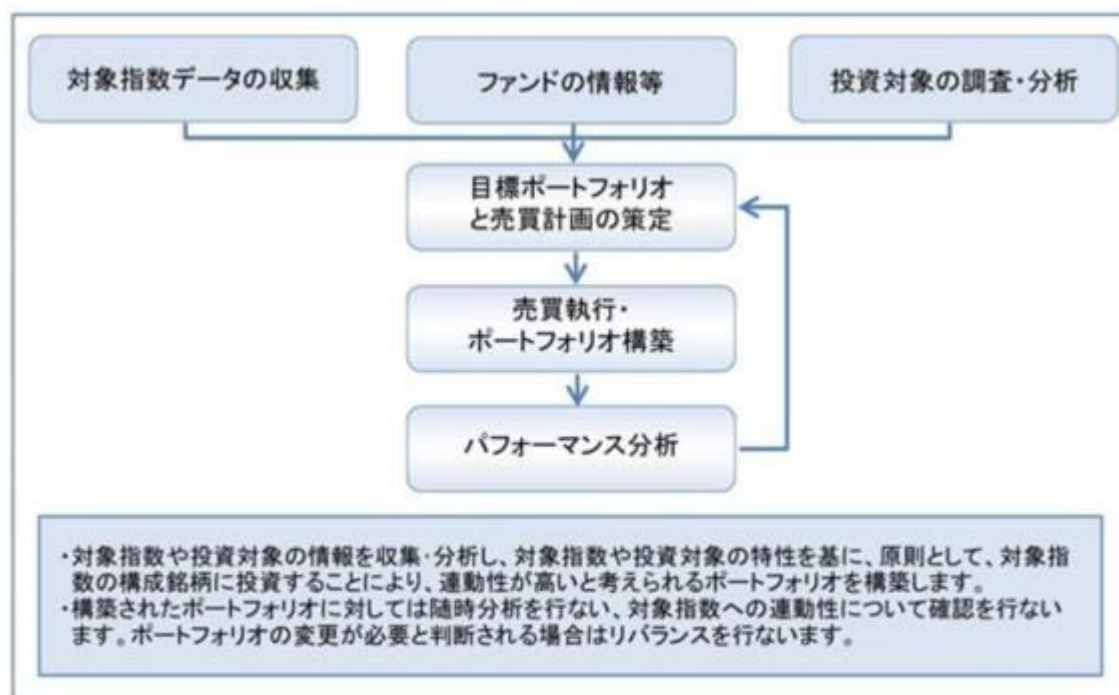 対象指数データの収集
ファンドの情報等
投資対象の調査・分析
目標ポートフォリオ
と売買計画の策定
売買執行・
ポートフォリオ構築
パフォーマンス分析
・対象指数や投資対象の情報を収集・分析し、対象指数や投資対象の特性を基に、原則として、対象指
数の構成銘柄に投資することにより、連動性が高いと考えられるポートフォリオを構築します。
・構築されたポートフォリオに対しては随時分析を行ない、対象指数への連動性について確認を行ない
ます。ポートフォリオの変更が必要と判断される場合はリバランスを行ないます。